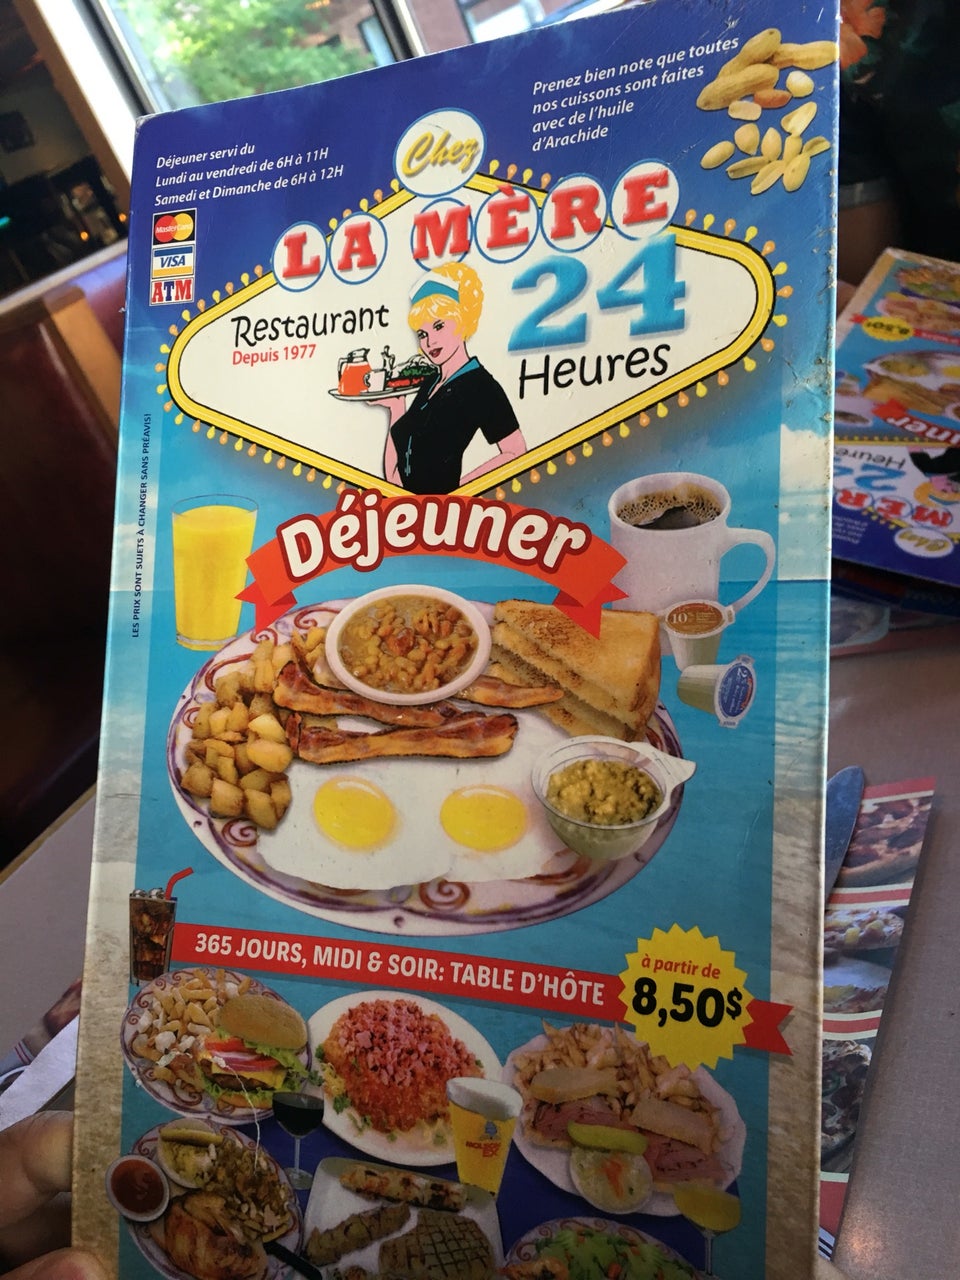 Prenez bien note que toutes
nos cuissons sont faites
avec de l'huile
d'Arachide
Déjeuner servi du
Lundi au vendredi de 6H à 11H
Samedi et Dimanche de 6H à 12H
MasterCard
VISA
ATM
Chez
LA MÈRE
24
Heures
Restaurant
Depuis 1977
LES PRIX SONT SUJETS À CHANGER SANS PRÉAVIS!
Déjeuner
10%
365 JOURS, MIDI & SOIR: TABLE D'HÔTE
à partir de
8,50$
MOLSON
EX